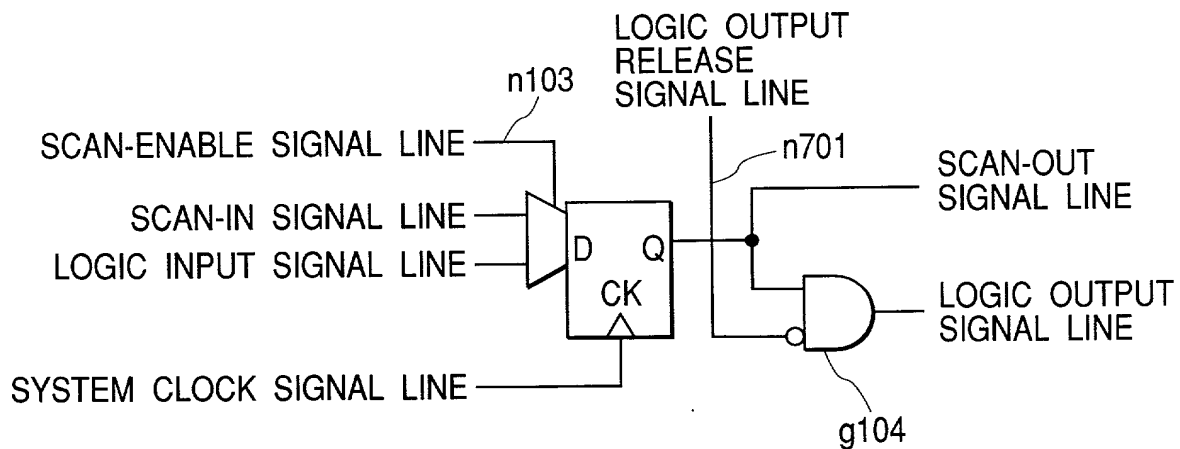 LOGIC OUTPUT
RELEASE
SIGNAL LINE
n103
n701
SCAN-ENABLE SIGNAL LINE
SCAN-OUT
SIGNAL LINE
SCAN-IN SIGNAL LINE
D Q
LOGIC INPUT SIGNAL LINE
CK
LOGIC OUTPUT
SIGNAL LINE
SYSTEM CLOCK SIGNAL LINE
g104